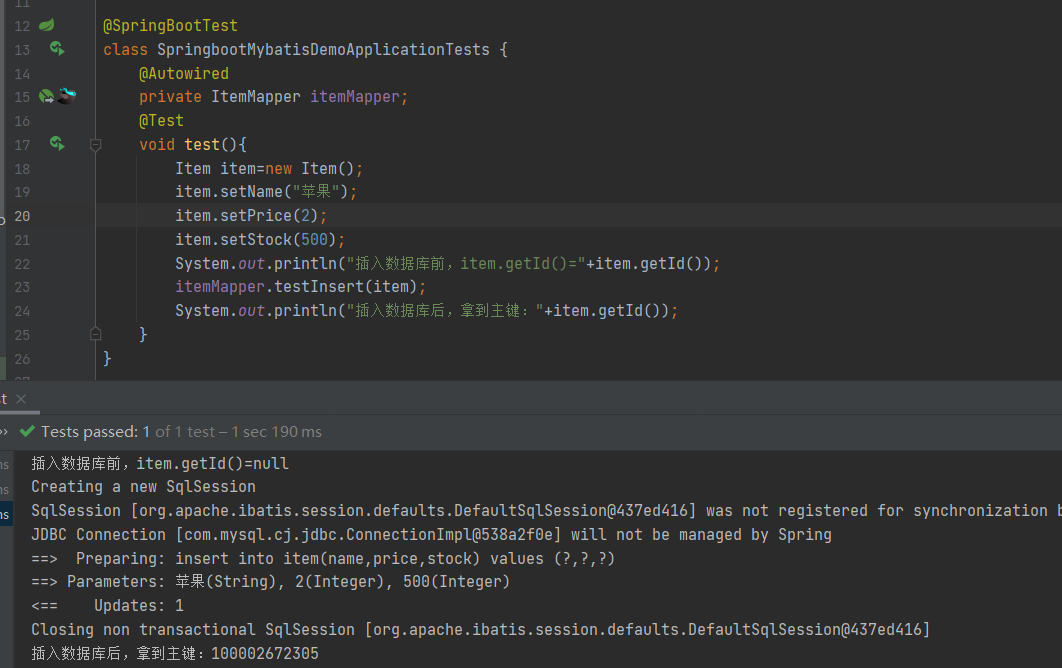 11
12 @SpringBootTest
13 class SpringbootMybatisDemoApplicationTests {
14 @Autowired
15 private ItemMapper itemMapper;
16 @Test
17 void test(){
18 Item item=new Item();
19 item.setName("苹果");
20 item.setPrice(2);
21 item.setStock(500);
22 System.out.println("插入数据库前，item.getId()="+item.getId());
23 itemMapper.testInsert(item);
24 System.out.println("插入数据库后，拿到主键："+item.getId());
25 }
26 }
27
st ×
›› Tests passed: 1 of 1 test – 1 sec 190 ms
插入数据库前，item.getId()=null
Creating a new SqlSession
SqlSession [org.apache.ibatis.session.defaults.DefaultSqlSession@437ed416] was not registered for synchronization b
JDBC Connection [com.mysql.cj.jdbc.ConnectionImpl@538a2f0e] will not be managed by Spring
==>  Preparing: insert into item(name,price,stock) values (?,?,?)
==> Parameters: 苹果(String), 2(Integer), 500(Integer)
<==    Updates: 1
Closing non transactional SqlSession [org.apache.ibatis.session.defaults.DefaultSqlSession@437ed416]
插入数据库后，拿到主键：100002672305